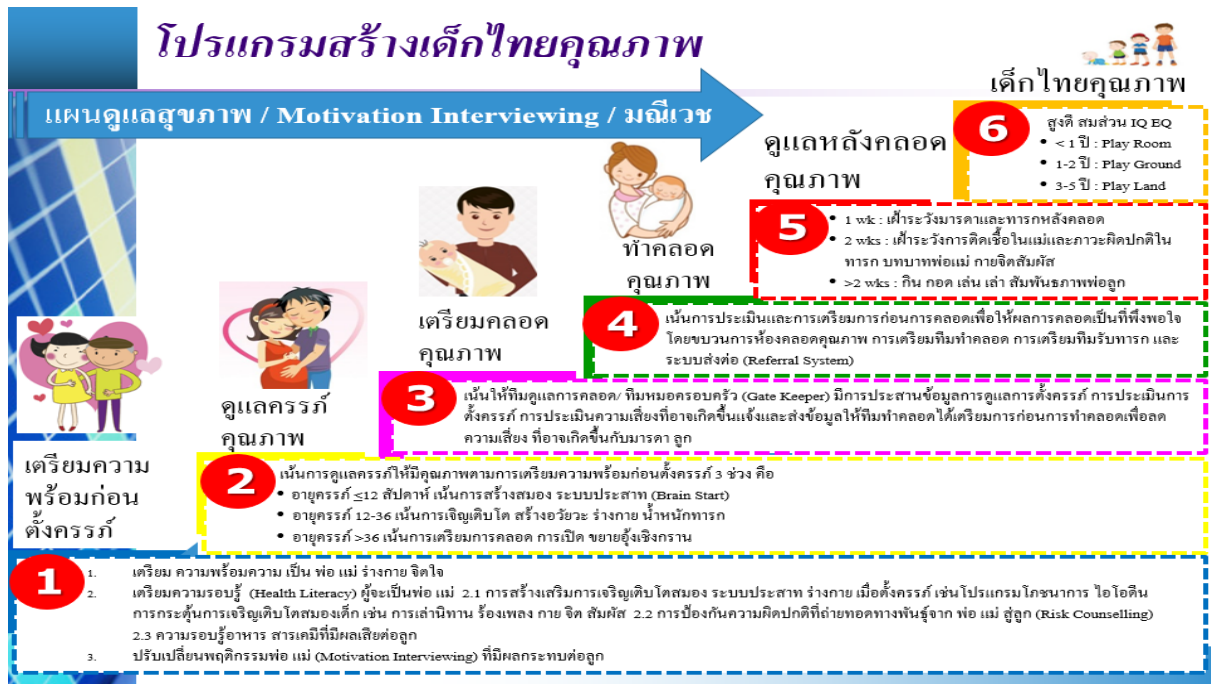 โปรแกรมสร้างเด็กไทยคุณภาพ
แผนดูแลสุขภาพ / Motivation Interviewing / มณีเวช
เด็กไทยคุณภาพ
6
สูงดี สมส่วน IQ EQ
• < 1 ปี : Play Room
• 1-2 ปี : Play Ground
• 3-5 ปี : Play Land
ดูแลหลังคลอด
คุณภาพ
5
• 1 wk : เฝ้าระวังมารดาและทารกหลังคลอด
• 2 wks : เฝ้าระวังการติดเชื้อในแม่และภาวะผิดปกติใน
ทารก บทบาทพ่อแม่ กายจิตสัมผัส
• >2 wks : กิน กอด เล่น เล่า สัมพันธภาพพ่อลูก
ทำคลอด
คุณภาพ
4
เน้นการประเมินและการเตรียมการก่อนการคลอดเพื่อให้ผลการคลอดเป็นที่พึงพอใจ
โดยขบวนการห้องคลอดคุณภาพ การเตรียมทีมทำคลอด การเตรียมทีมรับทารก และ
ระบบส่งต่อ (Referral System)
เตรียมคลอด
คุณภาพ
3
เน้นให้ทีมดูแลการคลอด/ ทีมหมอครอบครัว (Gate Keeper) มีการประสานข้อมูลการดูแลการตั้งครรภ์ การประเมินการ
ตั้งครรภ์ การประเมินความเสี่ยงที่อาจเกิดขึ้นแจ้งและส่งข้อมูลให้ทีมทำคลอดได้เตรียมการก่อนการทำคลอดเพื่อลด
ความเสี่ยง ที่อาจเกิดขึ้นกับมารดา ลูก
ดูแลครรภ์
คุณภาพ
2
เน้นการดูแลครรภ์ให้มีคุณภาพตามการเตรียมความพร้อมก่อนตั้งครรภ์ 3 ช่วง คือ
• อายุครรภ์ ≤12 สัปดาห์ เน้นการสร้างสมอง ระบบประสาท (Brain Start)
• อายุครรภ์ 12-36 เน้นการเจิญเติบโต สร้างอวัยวะ ร่างกาย น้ำหนักทารก
• อายุครรภ์ >36 เน้นการเตรียมการคลอด การเปิด ขยายอุ้งเชิงกราน
เตรียมความ
พร้อมก่อน
ตั้งครรภ์
1
1. เตรียม ความพร้อมความ เป็น พ่อ แม่ ร่างกาย จิตใจ
2. เตรียมความรอบรู้ (Health Literacy) ผู้จะเป็นพ่อ แม่ 2.1 การสร้างเสริมการเจริญเติบโตสมอง ระบบประสาท ร่างกาย เมื่อตั้งครรภ์ เช่นโปรแกรมโภชนาการ ไอโอดีน
การกระตุ้นการเจริญเติบโตสมองเด็ก เช่น การเล่านิทาน ร้องเพลง กาย จิต สัมผัส 2.2 การป้องกันความผิดปกติที่ถ่ายทอดทางพันธุ์จาก พ่อ แม่ สู่ลูก (Risk Counselling)
2.3 ความรอบรู้อาหาร สารเคมีที่มีผลเสียต่อลูก
3. ปรับเปลี่ยนพฤติกรรมพ่อ แม่ (Motivation Interviewing) ที่มีผลกระทบต่อลูก